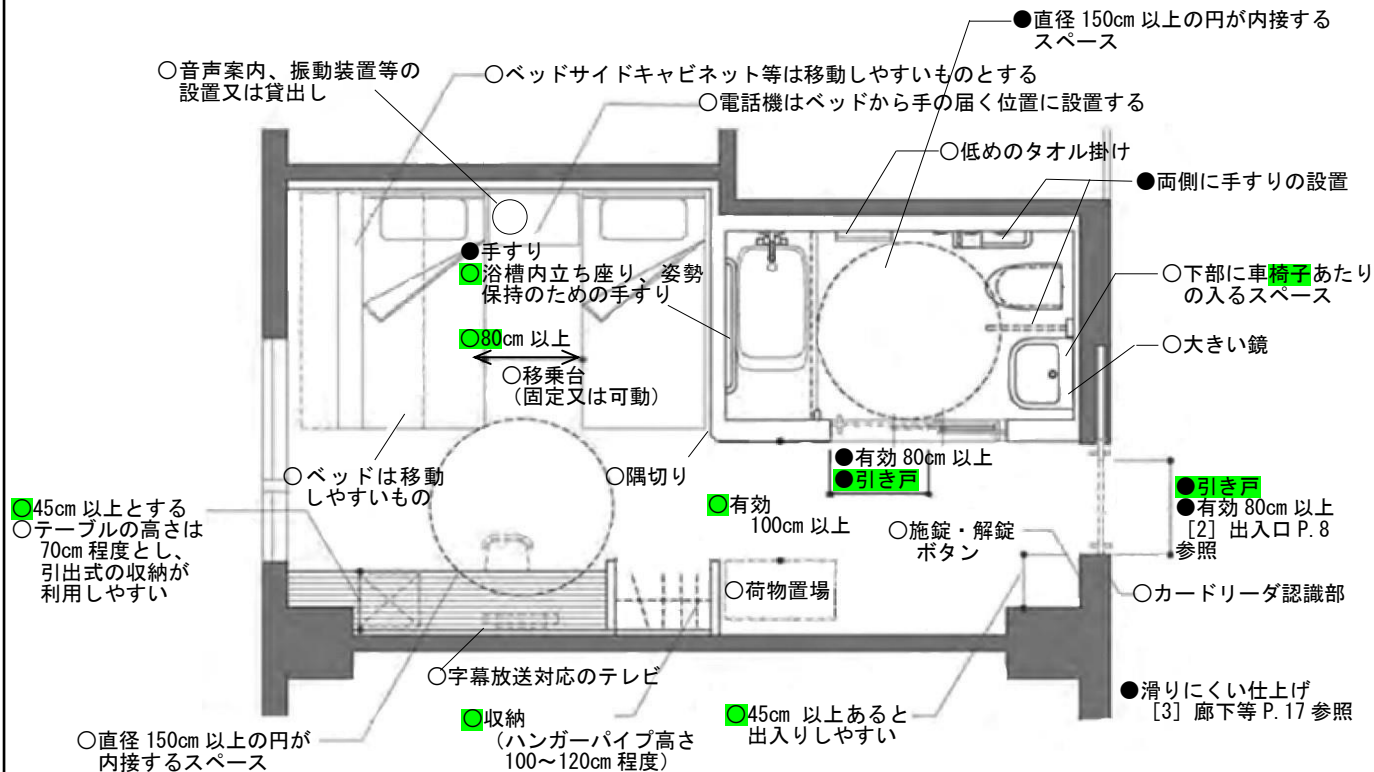 ●直径 150cm 以上の円が内接する
スペース
○音声案内、振動装置等の
設置又は貸出し
○ベッドサイドキャビネット等は移動しやすいものとする
○電話機はベッドから手の届く位置に設置する
○低めのタオル掛け
●両側に手すりの設置
●手すり
○浴槽内立ち座り、姿勢
保持のための手すり
○下部に車椅子あたり
の入るスペース
○80cm 以上
○大きい鏡
○移乗台
（固定又は可動）
○ベッドは移動
しやすいもの
○隅切り
●有効 80cm 以上
●引き戸
○有効
100cm 以上
●引き戸
●有効 80cm 以上
［2］出入口 P.8
参照
○45cm 以上とする
○テーブルの高さは
70cm 程度とし、
引出式の収納が
利用しやすい
○施錠・解錠
ボタン
○荷物置場
○カードリーダ認識部
○字幕放送対応のテレビ
●滑りにくい仕上げ
［3］廊下等 P.17 参照
○収納
（ハンガーパイプ高さ
100～120cm 程度）
○45cm 以上あると
出入りしやすい
○直径 150cm 以上の円が
内接するスペース